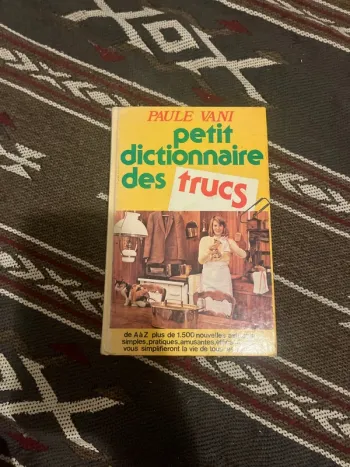 PAULE VANI
petit
dictionnaire
des trucs
de A à Z plus de 1.500 nouvelles
simples, pratiques, amusantes,
vous simplifieront la vie de tous